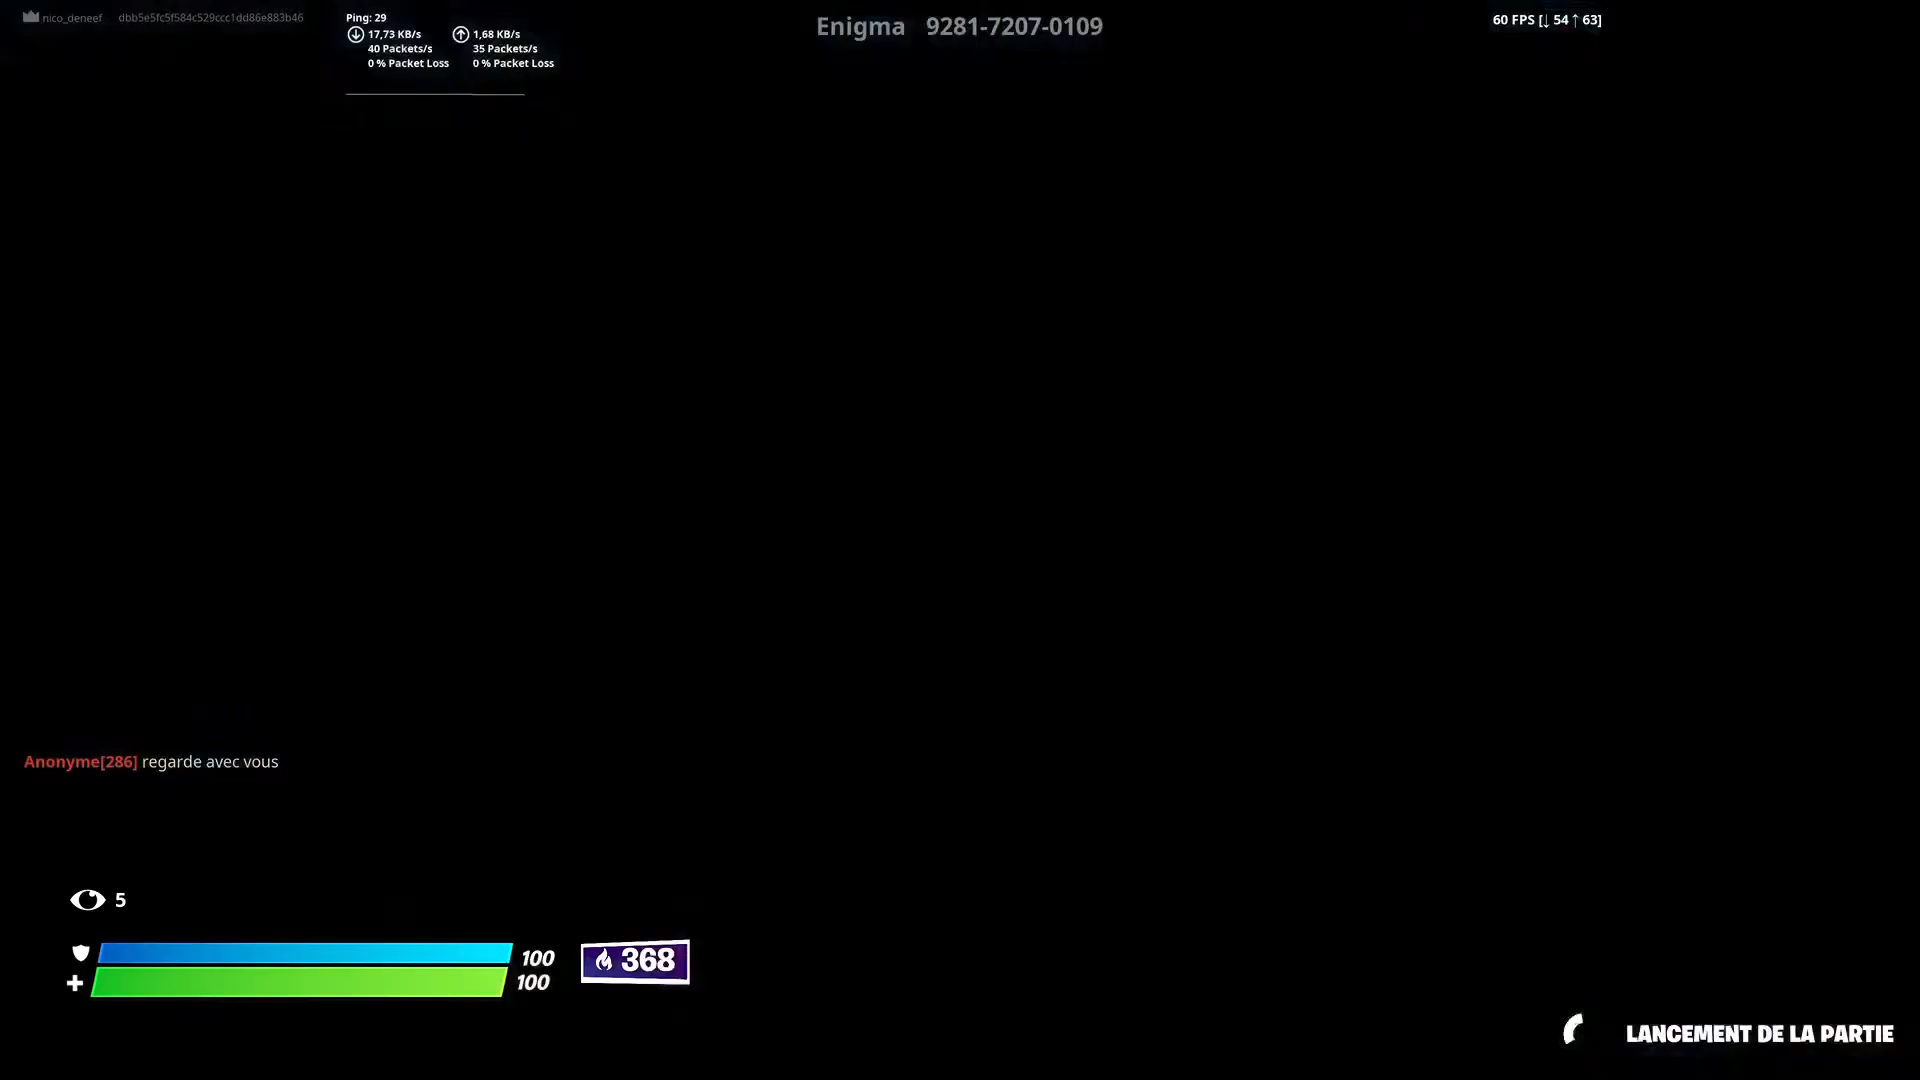 nico_deneef dbb5e5fc5f584c529ccc1dd86e883b46
Ping: 29
17,73 KB/s 1,68 KB/s
40 Packets/s 35 Packets/s
0 % Packet Loss 0 % Packet Loss
Enigma 9281-7207-0109
60 FPS [↓ 54 ↑ 63]
Anonyme[286] regarde avec vous
5
100
100
368
LANCEMENT DE LA PARTIE